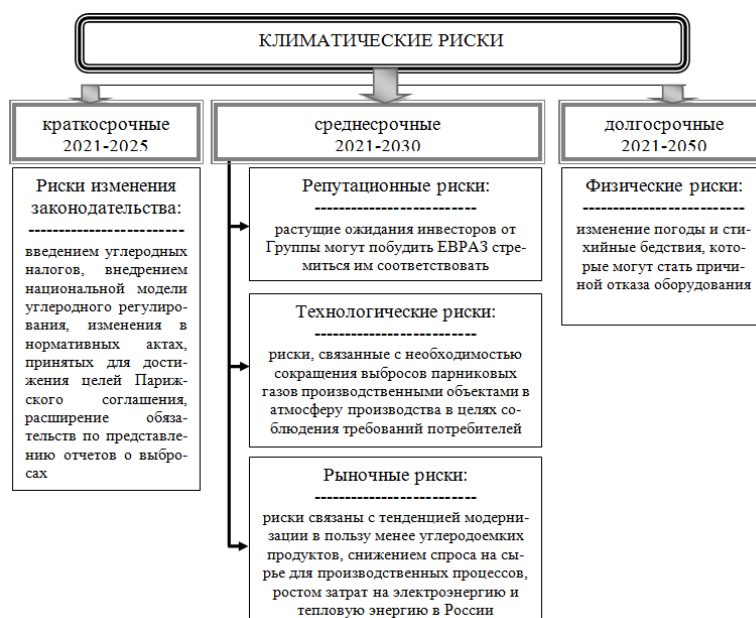 КЛИМАТИЧЕСКИЕ РИСКИ
краткосрочные
2021-2025
Риски изменения
законодательства:
--------------------------
введением углеродных
налогов, внедрением
национальной модели
углеродного регулиро-
вания, изменения в
нормативных актах,
принятых для дости-
жения целей Париж-
ского соглашения,
расширение обяза-
тельств по представле-
нию отчетов о выбро-
сах
среднесрочные
2021-2030
Репутационные риски:
--------------------------
растущие ожидания инвесторов от
Группы могут побудить ЕВРАЗ стре-
миться им соответствовать
Технологические риски:
--------------------------
риски, связанные с необходимостью
сокращения выбросов парниковых
газов производственными объектами в
атмосферу производства в целях со-
блюдения требований потребителей
Рыночные риски:
--------------------------
риски связаны с тенденцией модерни-
зации в пользу менее углеродоемких
продуктов, снижением спроса на сы-
рье для производственных процессов,
ростом затрат на электроэнергию и
тепловую энергию в России
долгосрочные
2021-2050
Физические риски:
--------------------------
изменение погоды и сти-
хийные бедствия, кото-
рые могут стать причи-
ной отказа оборудования